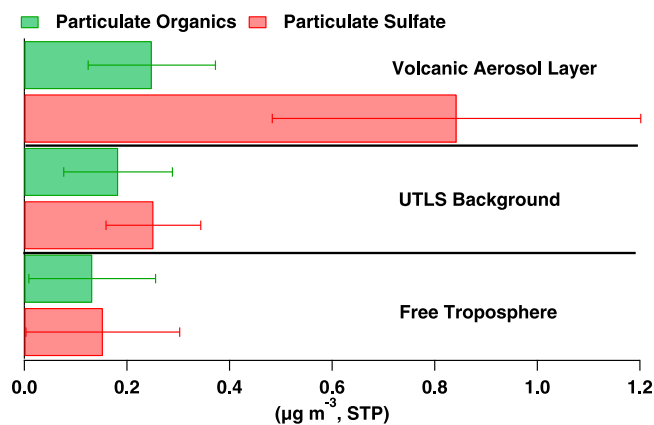 Particulate Organics Particulate Sulfate
Volcanic Aerosol Layer
UTLS Background
Free Troposphere
0.0 0.2 0.4 0.6 0.8 1.0 1.2
(µg m⁻³, STP)